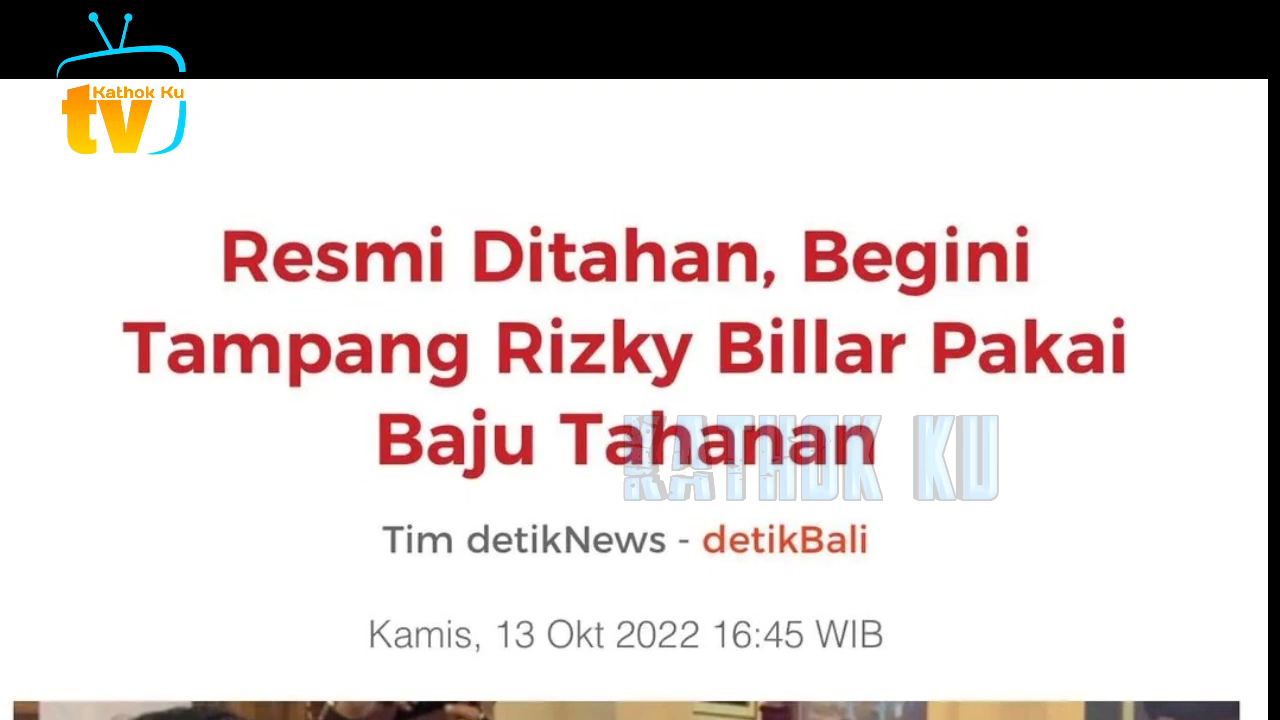 Kathok Ku
tv
Resmi Ditahan, Begini
Tampang Rizky Billar Pakai
Baju Tahanan
KATHOK KU
Tim detikNews - detikBali
Kamis, 13 Okt 2022 16:45 WIB